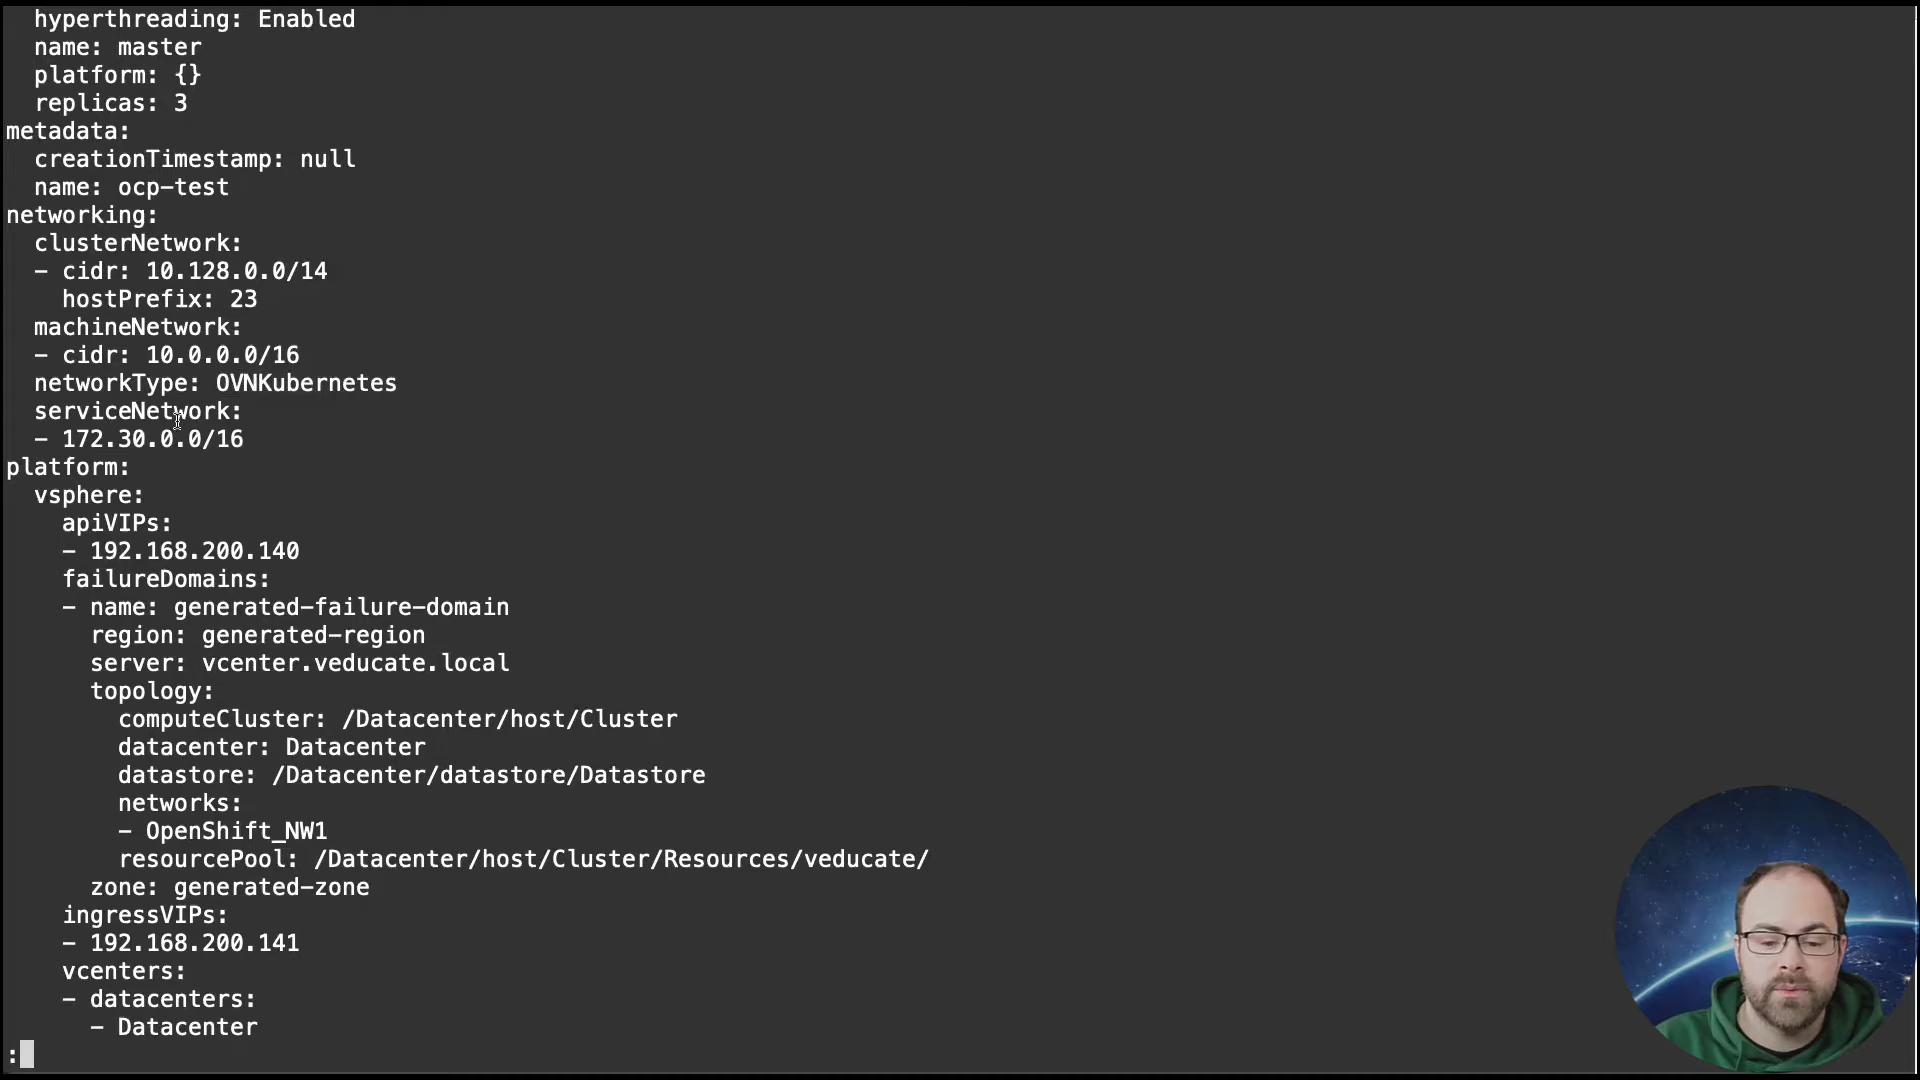 hyperthreading: Enabled
name: master
platform: {}
replicas: 3
metadata:
creationTimestamp: null
name: ocp-test
networking:
clusterNetwork:
- cidr: 10.128.0.0/14
hostPrefix: 23
machineNetwork:
- cidr: 10.0.0.0/16
networkType: OVNKubernetes
serviceNetwork:
- 172.30.0.0/16
platform:
vsphere:
apiVIPs:
- 192.168.200.140
failureDomains:
- name: generated-failure-domain
region: generated-region
server: vcenter.veducate.local
topology:
computeCluster: /Datacenter/host/Cluster
datacenter: Datacenter
datastore: /Datacenter/datastore/Datastore
networks:
- OpenShift_NW1
resourcePool: /Datacenter/host/Cluster/Resources/veducate/
zone: generated-zone
ingressVIPs:
- 192.168.200.141
vcenters:
- datacenters:
- Datacenter
: